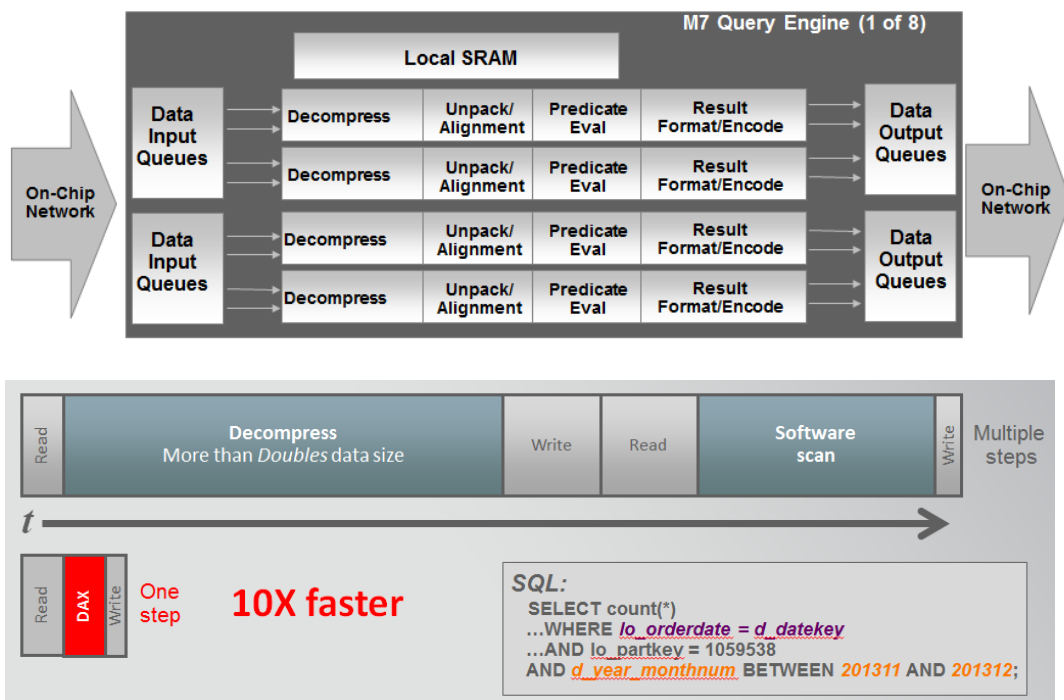 M7 Query Engine (1 of 8)
Local SRAM
On-Chip
Network
Data
Input
Queues
Decompress
Unpack/
Alignment
Predicate
Eval
Result
Format/Encode
Data
Output
Queues
On-Chip
Network
Decompress
Unpack/
Alignment
Predicate
Eval
Result
Format/Encode
Data
Input
Queues
Decompress
Unpack/
Alignment
Predicate
Eval
Result
Format/Encode
Data
Output
Queues
Decompress
Unpack/
Alignment
Predicate
Eval
Result
Format/Encode
Read
Decompress
More than Doubles data size
Write
Read
Software
scan
Write
Multiple
steps
t
Read
DAX
Write
One
step
10X faster
SQL:
SELECT count(*)
...WHERE lo_orderdate = d_datekey
...AND lo_partkey = 1059538
AND d_year_monthnum BETWEEN 201311 AND 201312;